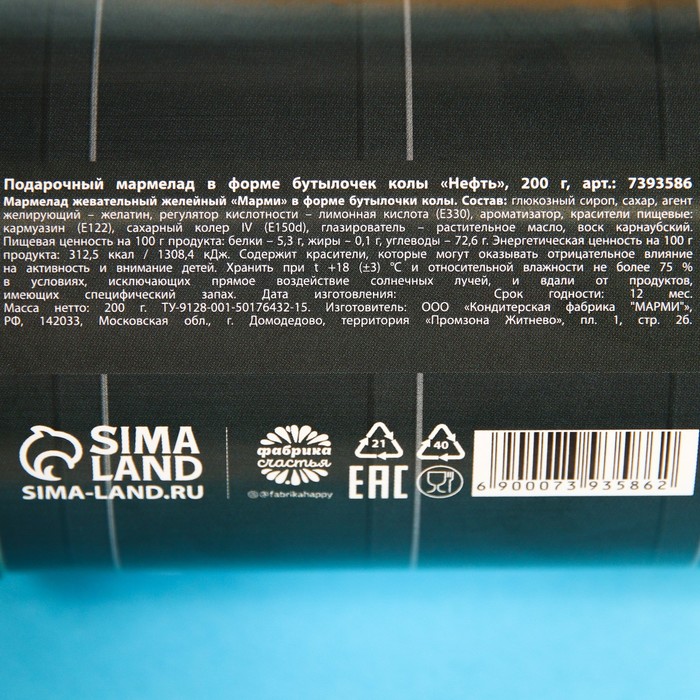 Подарочный мармелад в форме бутылочек колы «Нефть», 200 г, арт.: 7393586
Мармелад жевательный желейный «Марми» в форме бутылочки колы. Состав: глюкозный сироп, сахар, агент
желирующий – желатин, регулятор кислотности – лимонная кислота (Е330), ароматизатор, красители пищевые:
кармуазин (Е122), сахарный колер IV (E150d), глазирователь – растительное масло, воск карнаубский.
Пищевая ценность на 100 г продукта: белки – 5,3 г, жиры – 0,1 г, углеводы – 72,6 г. Энергетическая ценность на 100 г
продукта: 312,5 ккал / 1308,4 кДж. Содержит красители, которые могут оказывать отрицательное влияние
на активность и внимание детей. Хранить при t +18 (±3) °С и относительной влажности не более 75 %
в условиях, исключающих прямое воздействие солнечных лучей, и вдали от продуктов,
имеющих специфический запах. Дата изготовления: Срок годности: 12 мес.
Масса нетто: 200 г. ТУ-9128-001-50176432-15. Изготовитель: ООО «Кондитерская фабрика "МАРМИ"»,
РФ, 142033, Московская обл., г. Домодедово, территория «Промзона Житнево», пл. 1, стр. 2б.
SIMA
LAND
SIMA-LAND.RU
фабрика
счастья
@fabrikahappy
21
40
EAC
6 900073 935862